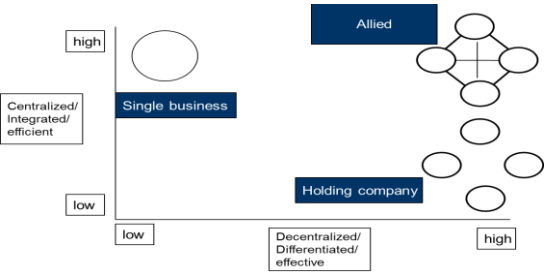 Allied
high
Centralized/
Integrated/
efficient
Single business
Holding company
low
low
Decentralized/
Differentiated/
effective
high